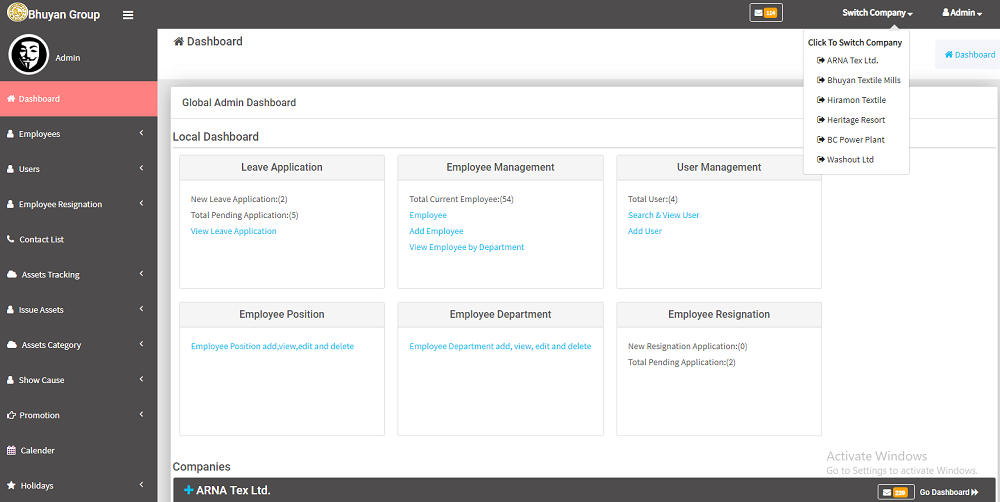 Bhuyan Group
114
Switch Company
Admin
Admin
Dashboard
Employees
Users
Employee Resignation
Contact List
Assets Tracking
Issue Assets
Assets Category
Show Cause
Promotion
Calender
Holidays
Dashboard
Dashboard
Click To Switch Company
ARNA Tex Ltd.
Bhuyan Textile Mills
Hiramon Textile
Heritage Resort
BC Power Plant
Washout Ltd
Global Admin Dashboard
Local Dashboard
Leave Application
New Leave Application:(2)
Total Pending Application:(5)
View Leave Application
Employee Management
Total Current Employee:(54)
Employee
Add Employee
View Employee by Department
User Management
Total User:(4)
Search & View User
Add User
Employee Position
Employee Position add,view,edit and delete
Employee Department
Employee Department add, view, edit and delete
Employee Resignation
New Resignation Application:(0)
Total Pending Application:(2)
Companies
ARNA Tex Ltd.
239
Go Dashboard
Activate Windows
Go to Settings to activate Windows.